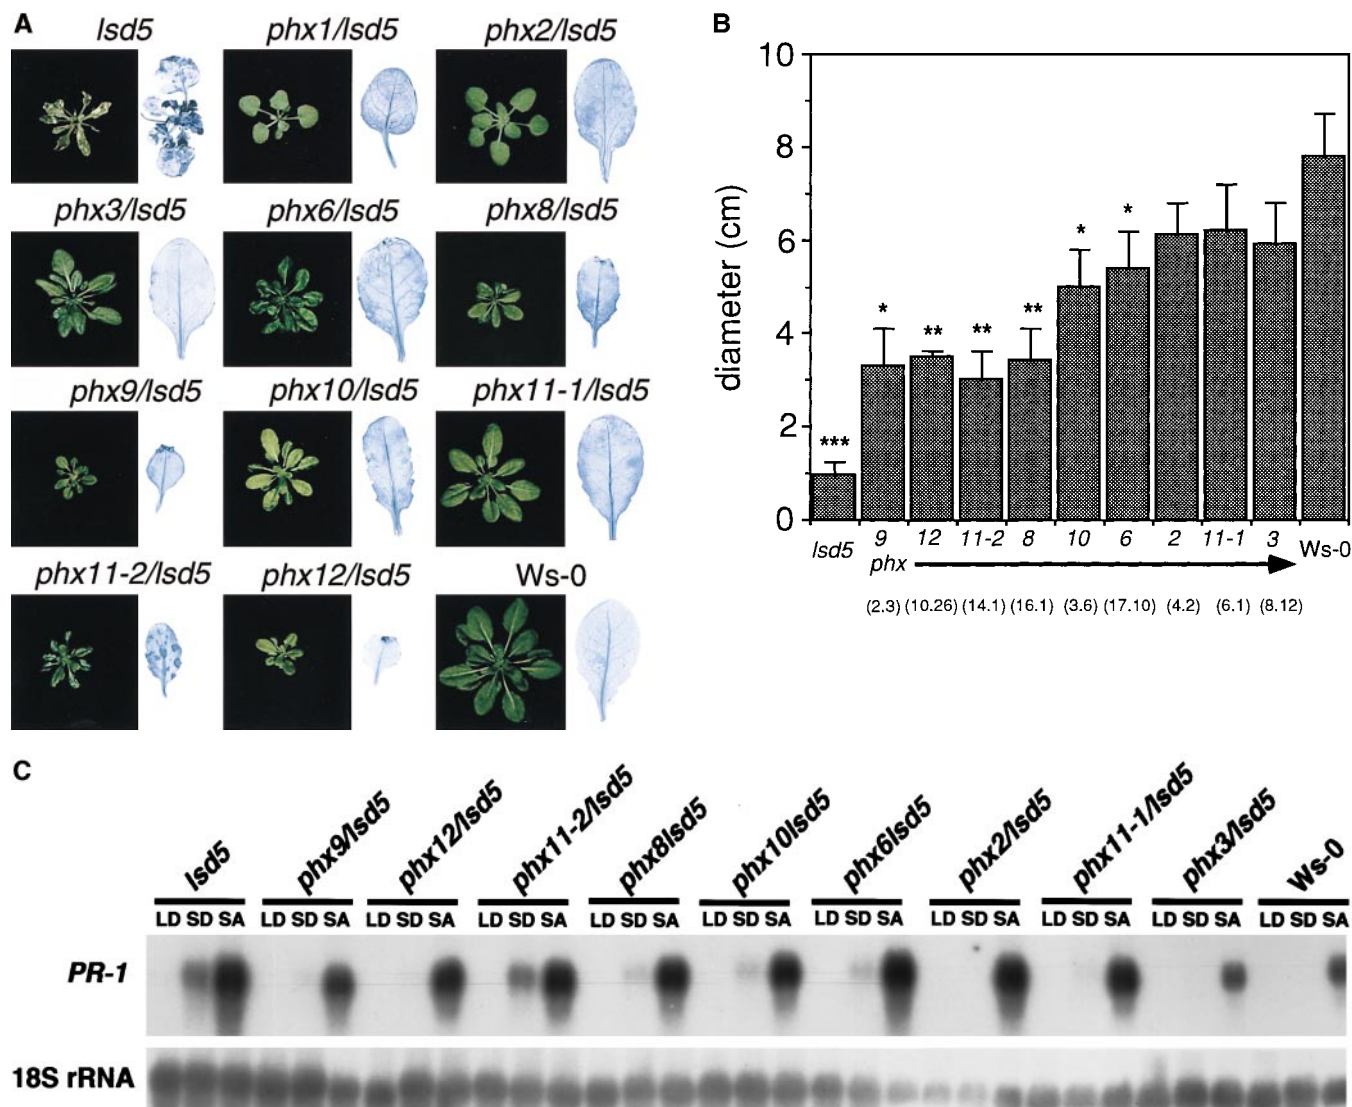 A
lsd5 phx1/lsd5 phx2/lsd5
phx3/lsd5 phx6/lsd5 phx8/lsd5
phx9/lsd5 phx10/lsd5 phx11-1/lsd5
phx11-2/lsd5 phx12/lsd5 Ws-0
B
diameter (cm)
10
8
6
4
2
0
*** * ** ** ** * *
lsd5 9 12 11-2 8 10 6 2 11-1 3 Ws-0
phx
(2.3) (10.26) (14.1) (16.1) (3.6) (17.10) (4.2) (6.1) (8.12)
C
lsd5 phx9/lsd5 phx12/lsd5 phx11-2/lsd5 phx8lsd5 phx10lsd5 phx6lsd5 phx2/lsd5 phx11-1/lsd5 phx3/lsd5 Ws-0
LD SD SA LD SD SA LD SD SA LD SD SA LD SD SA LD SD SA LD SD SA LD SD SA LD SD SA LD SD SA LD SD SA
PR-1
18S rRNA